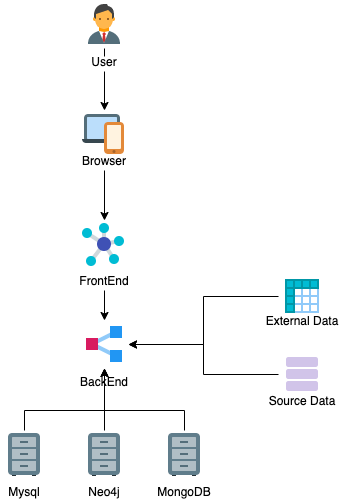 User
Browser
FrontEnd
External Data
BackEnd
Source Data
Mysql
Neo4j
MongoDB